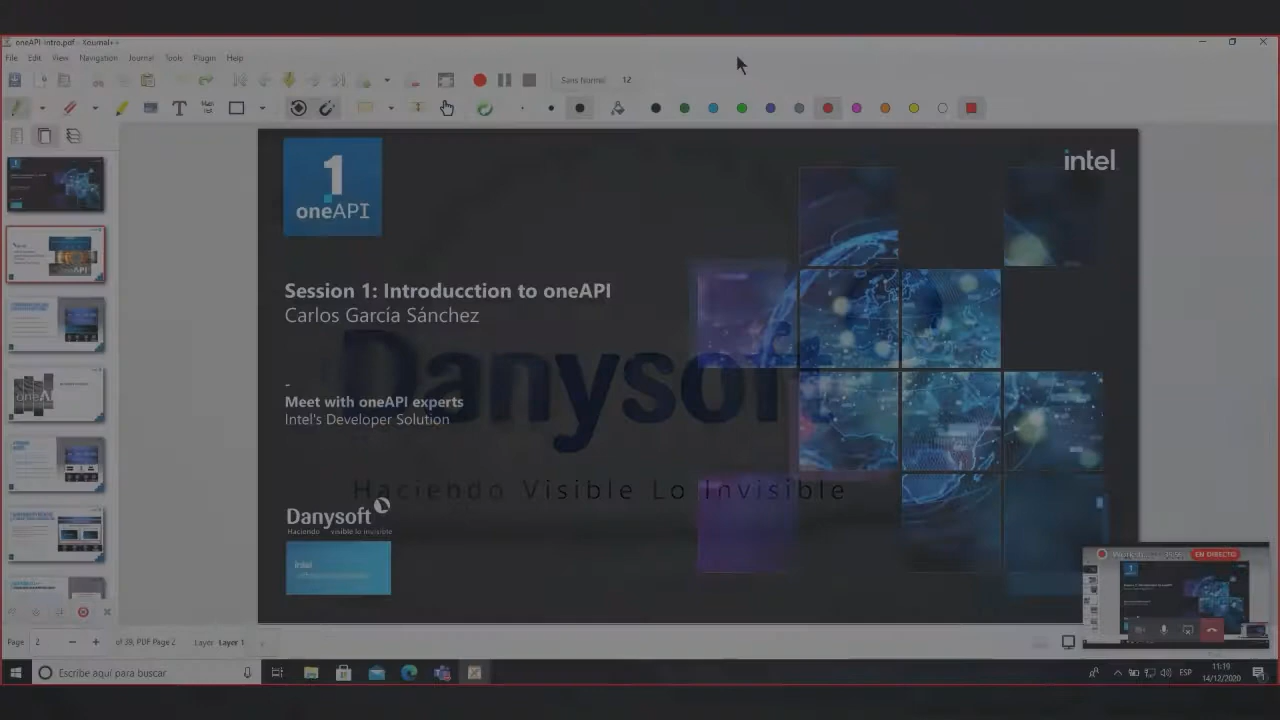 oneAPI-intro.pdf - Xournal++
File Edit View Navigation Journal Tools Plugin Help
Sans Normal 12
1
oneAPI
intel
Session 1: Introducction to oneAPI
Carlos García Sánchez
-
Meet with oneAPI experts
Intel's Developer Solution
Danysoft
Haciendo Visible Lo Invisible
Danysoft
Haciendo visible lo invisible
intel
EN DIRECTO
Page 2 of 39, PDF Page 2 Layer Layer 1
Escribe aquí para buscar
ESP
11:19
14/12/2020